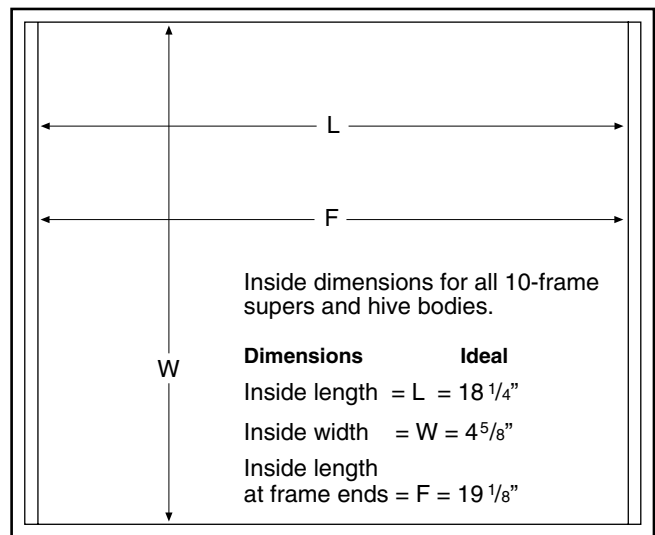 L
F
Inside dimensions for all 10-frame
supers and hive bodies.
W
Dimensions Ideal
Inside length = L = 18 1/4”
Inside width = W = 4 5/8”
Inside length
at frame ends = F = 19 1/8”